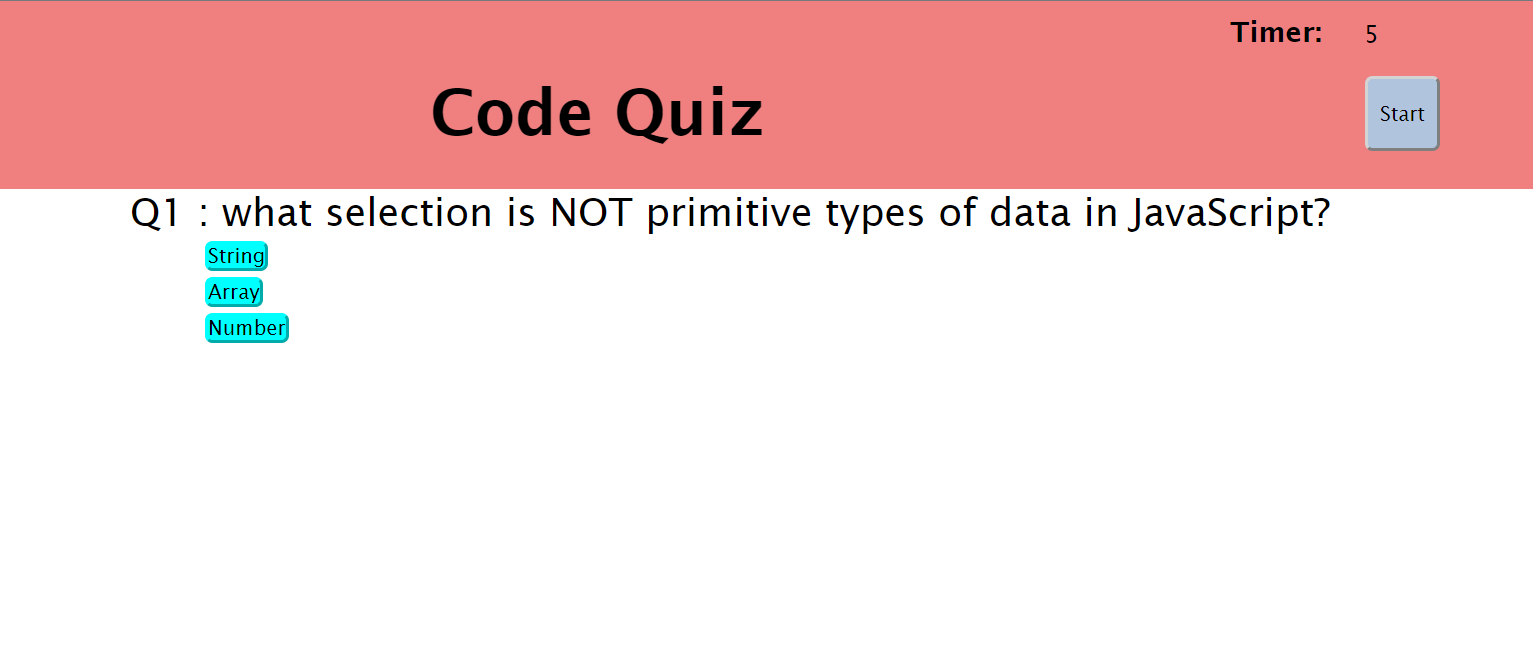 Timer: 5
Code Quiz
Start
Q1 : what selection is NOT primitive types of data in JavaScript?
String
Array
Number